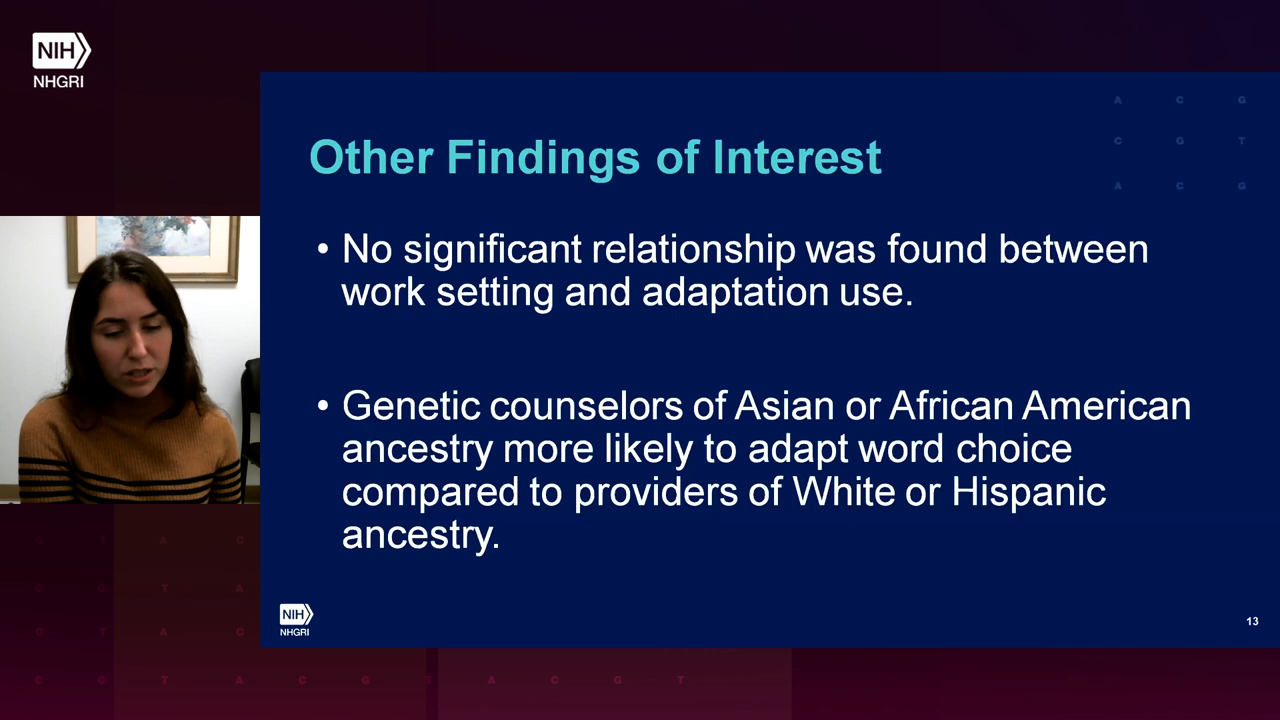 NIH
NHGRI
A C G
C G T
A C G
Other Findings of Interest
• No significant relationship was found between
work setting and adaptation use.
• Genetic counselors of Asian or African American
ancestry more likely to adapt word choice
compared to providers of White or Hispanic
ancestry.
NIH
NHGRI
13
G T A C
G G T A
G T A C
C G T A C G T A C G T